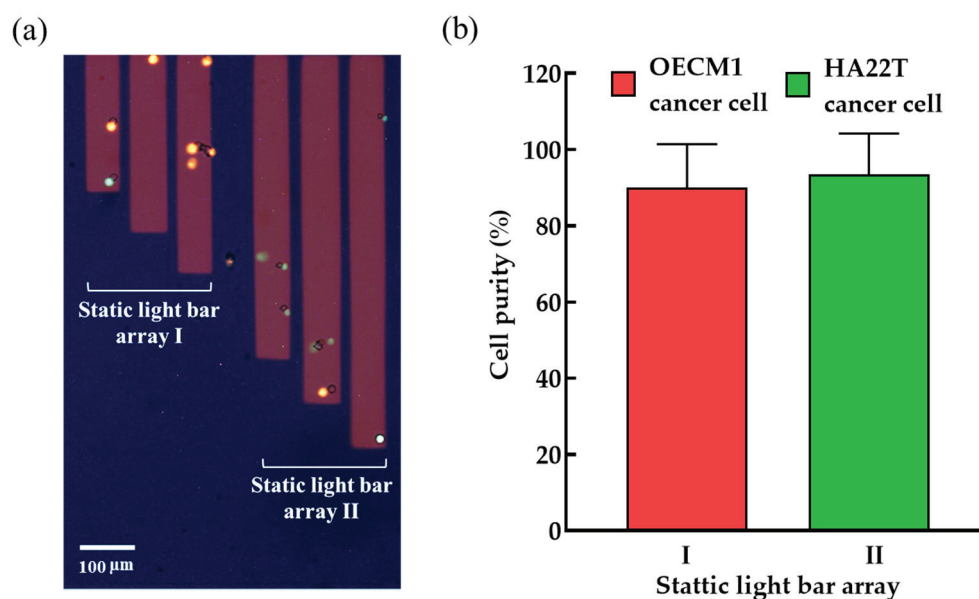 (a)
Static light bar
array I
Static light bar
array II
100 µm
(b)
OECM1
cancer cell
HA22T
cancer cell
Cell purity (%)
120
100
80
60
40
20
0
I
II
Stattic light bar array